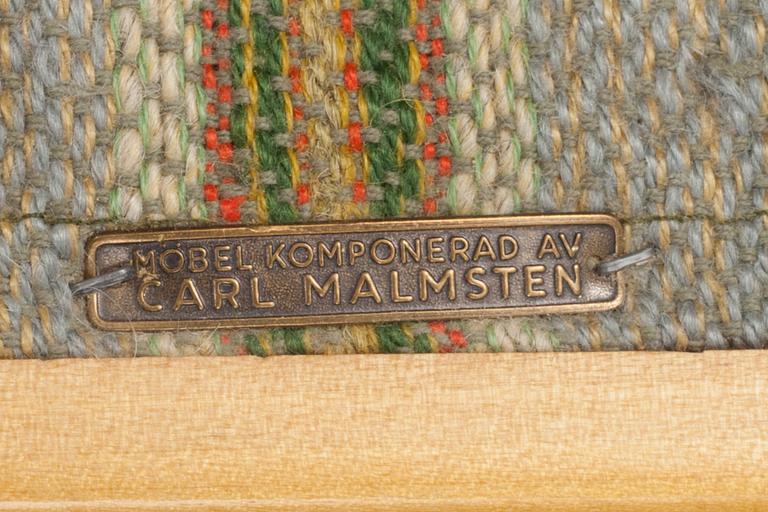 MÖBEL KOMPONERAD AV
CARL MALMSTEN